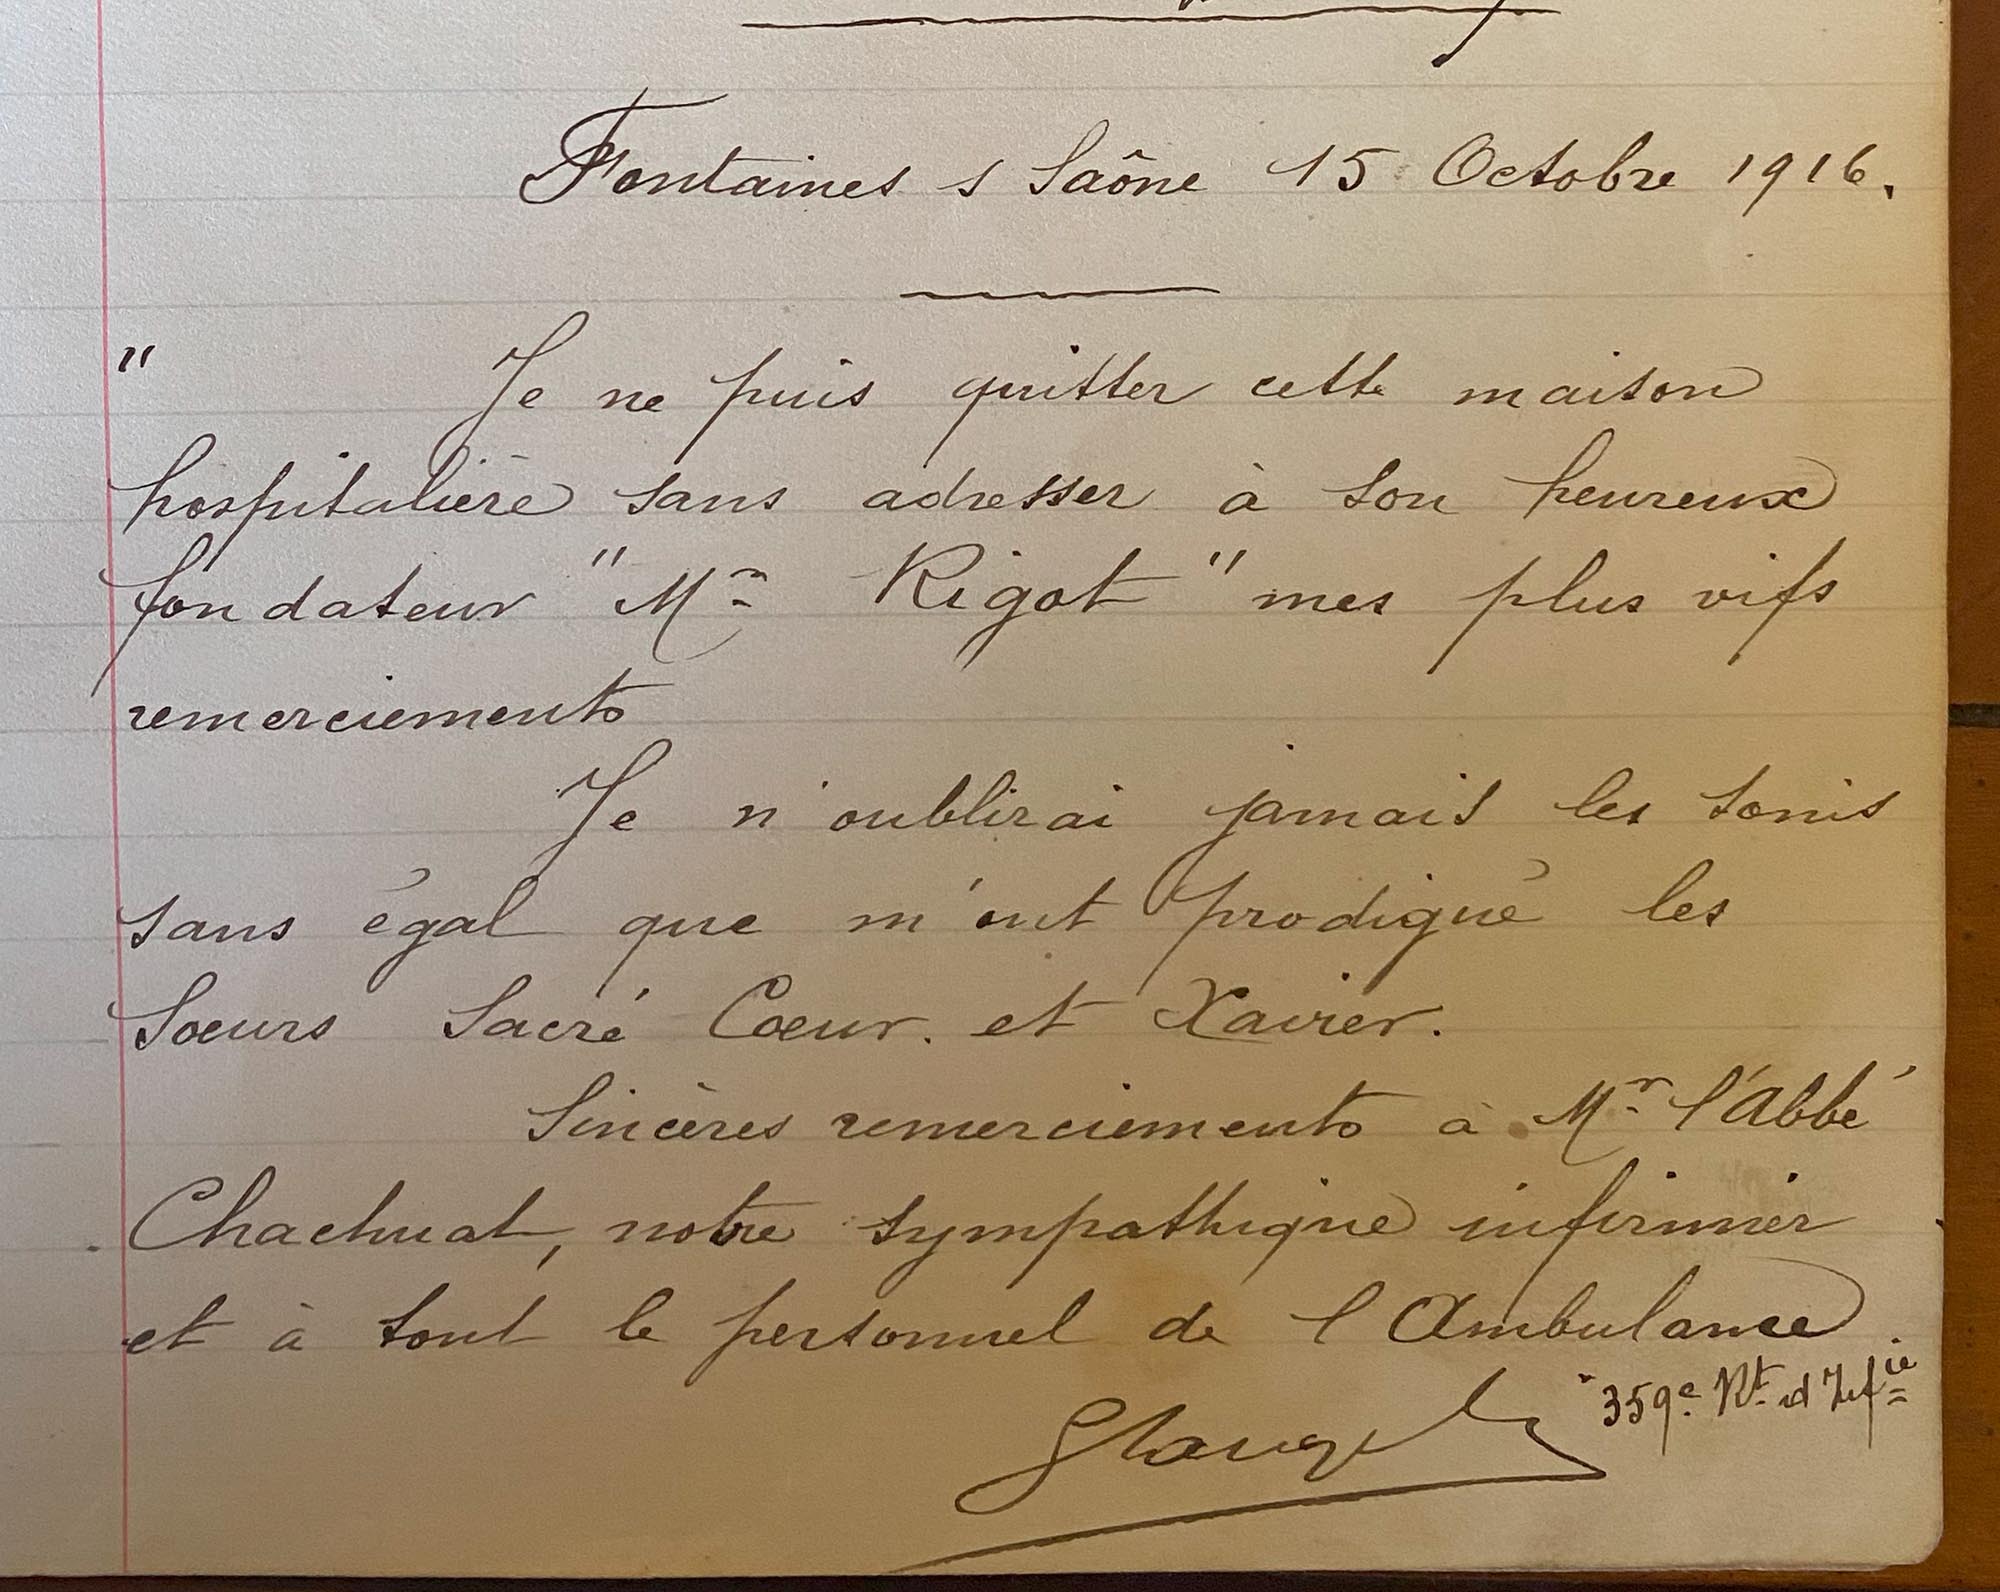 Fontaines s Saône 15 Octobre 1916.
" Je ne puis quitter cette maison
hospitalière sans adresser à son heureux
fondateur "Mr Rigot" mes plus vifs
remerciements
Je n'oublirai jamais les soins
sans égal que m'ont prodigué les
Soeurs Sacré Coeur. et Xavier.
Sincères remerciements à Mr l'Abbé
Chachuat, notre sympathique infirmier
et à tout le personnel de l'Ambulance.
359e Rt d'Infie